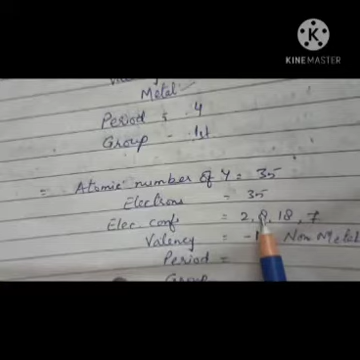 KINEMASTER
Metal
Period = 4
Group - 1st
= Atomic number of Y = 35
Electrons = 35
Elec. conf. = 2, 8, 18, 7
Valency = -1 Non Metal
Period =
Group